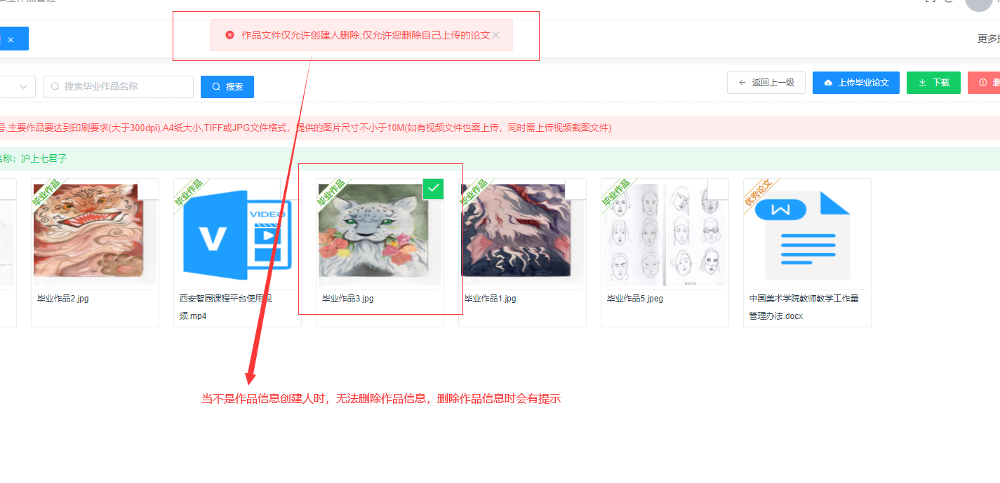 作品文件仅允许创建人删除,仅允许您删除自己上传的论文
更多
搜索毕业作品名称
搜索
返回上一级
上传毕业论文
下载
号,主要作品要达到印刷要求(大于300dpi),A4纸大小,TIFF或JPG文件格式，提供的图片尺寸不小于10M(如有视频文件也需上传，同时需上传视频截图文件)
名称：沪上七君子
毕业作品
毕业作品
VIDEO
V
毕业作品
毕业作品
毕业作品
优秀论文
W
毕业作品2.jpg
西安智园课程平台使用视
频.mp4
毕业作品3.jpg
毕业作品1.jpg
毕业作品5.jpeg
中国美术学院教师教学工作量
管理办法.docx
当不是作品信息创建人时，无法删除作品信息，删除作品信息时会有提示